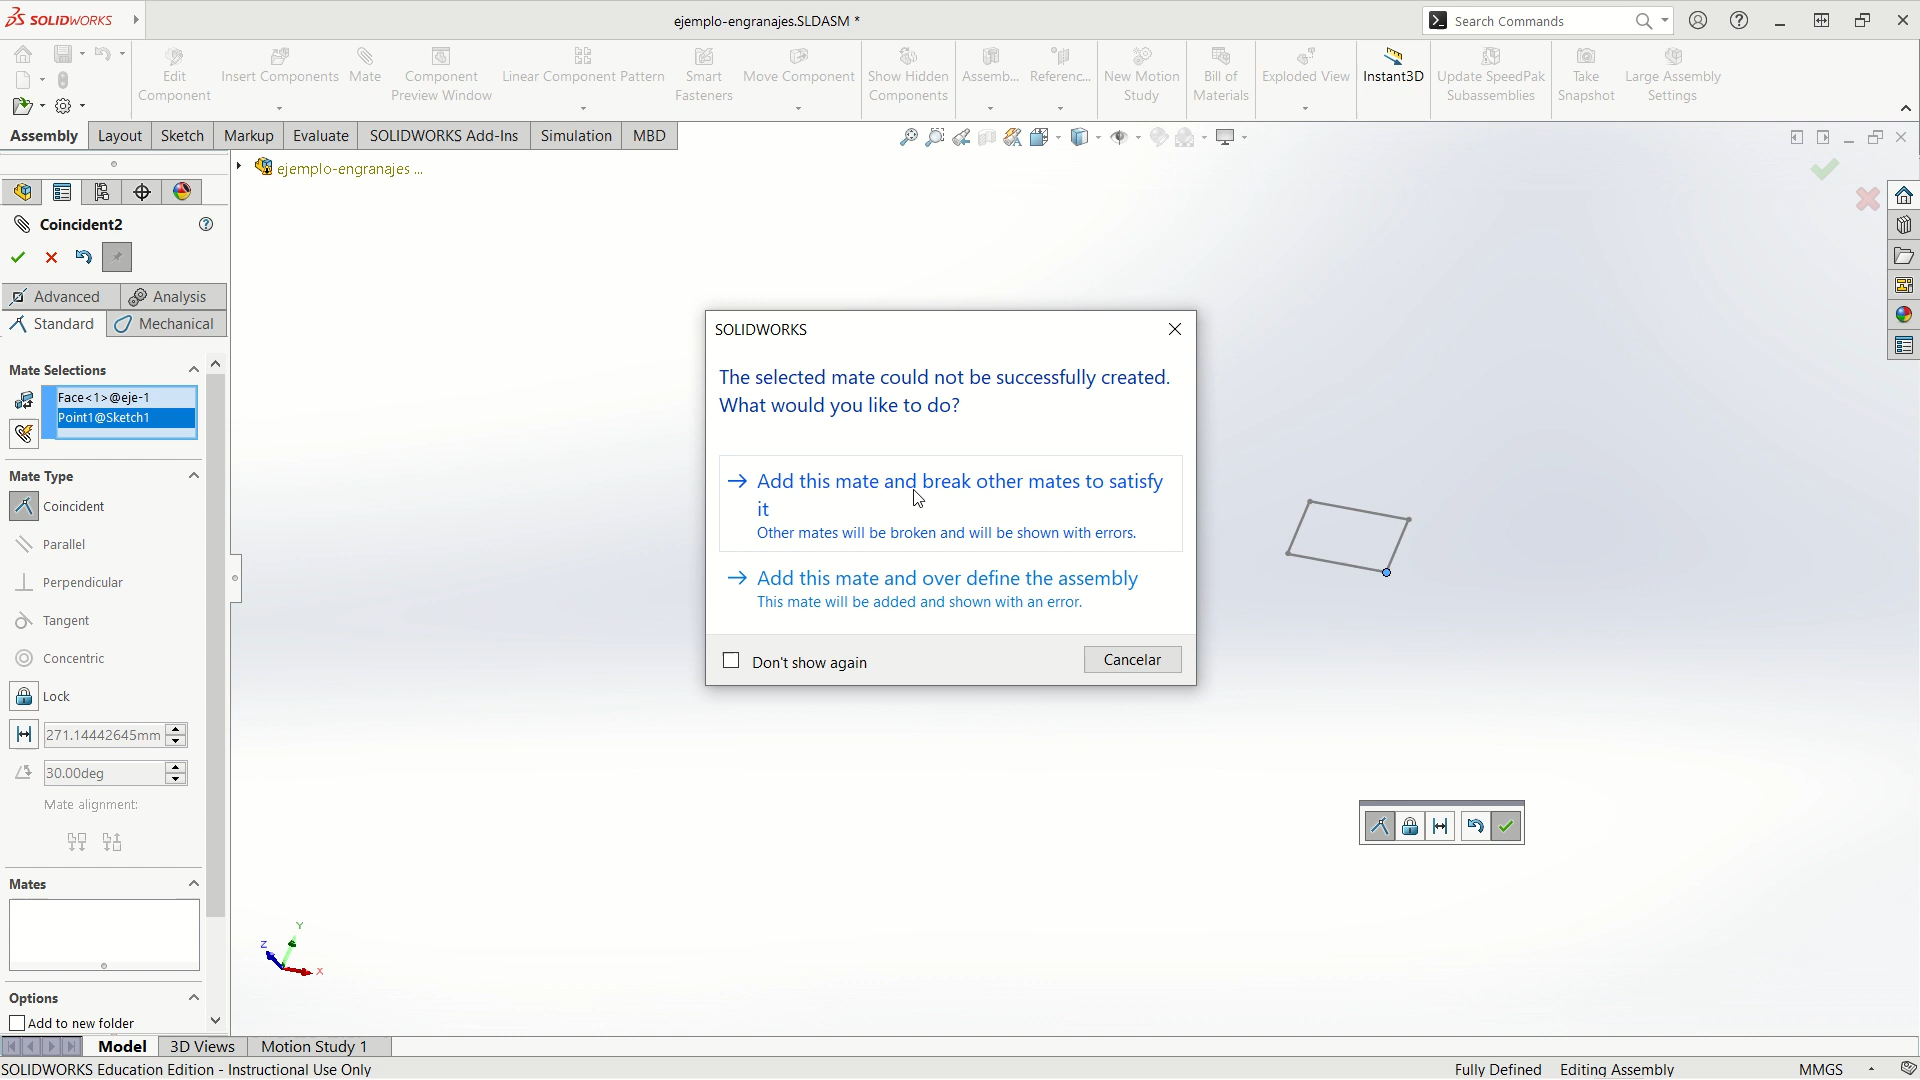 SOLIDWORKS
ejemplo-engranajes.SLDASM *
Search Commands
Edit
Component
Insert Components
Mate
Component
Preview Window
Linear Component Pattern
Smart
Fasteners
Move Component
Show Hidden
Components
Assemb...
Referenc...
New Motion
Study
Bill of
Materials
Exploded View
Instant3D
Update SpeedPak
Subassemblies
Take
Snapshot
Large Assembly
Settings
Assembly
Layout
Sketch
Markup
Evaluate
SOLIDWORKS Add-Ins
Simulation
MBD
ejemplo-engranajes ...
Coincident2
Advanced
Analysis
Standard
Mechanical
Mate Selections
Face<1>@eje-1
Point1@Sketch1
Mate Type
Coincident
Parallel
Perpendicular
Tangent
Concentric
Lock
271.14442645mm
30.00deg
Mate alignment:
Mates
Options
Add to new folder
SOLIDWORKS
The selected mate could not be successfully created.
What would you like to do?
Add this mate and break other mates to satisfy
it
Other mates will be broken and will be shown with errors.
Add this mate and over define the assembly
This mate will be added and shown with an error.
Don't show again
Cancelar
Y
Z
X
Model
3D Views
Motion Study 1
SOLIDWORKS Education Edition - Instructional Use Only
Fully Defined
Editing Assembly
MMGS